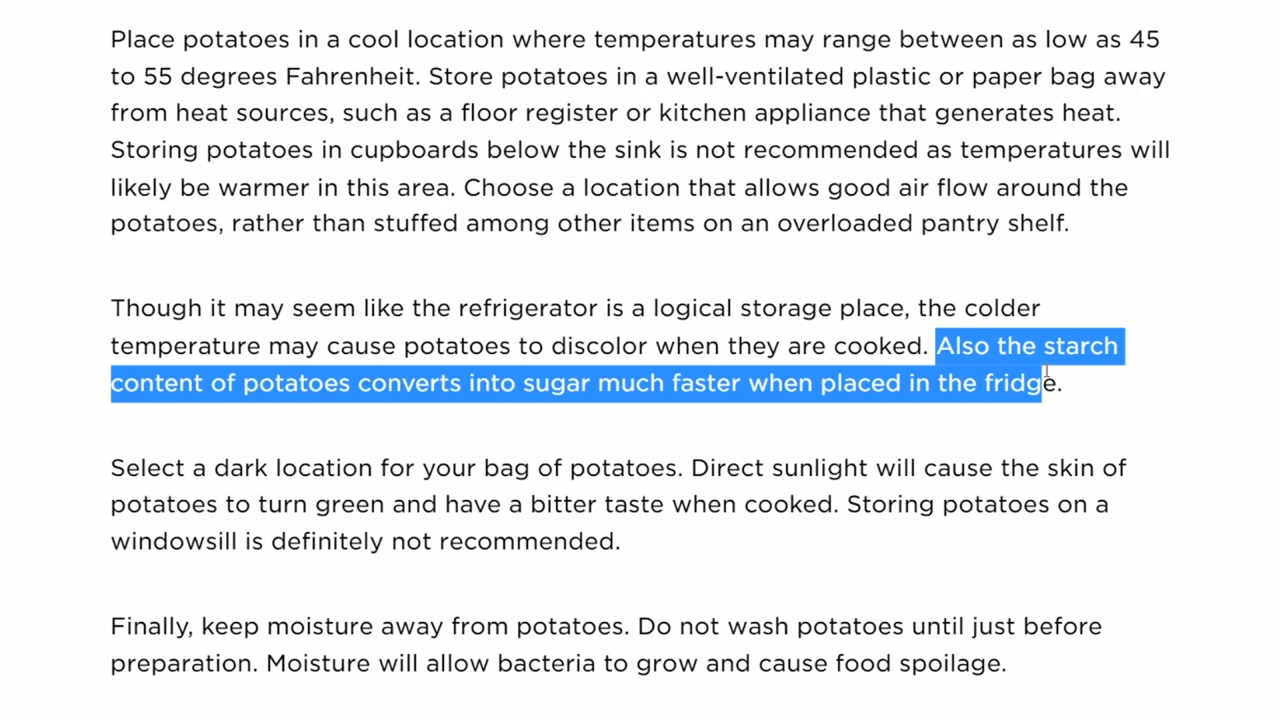 Place potatoes in a cool location where temperatures may range between as low as 45
to 55 degrees Fahrenheit. Store potatoes in a well-ventilated plastic or paper bag away
from heat sources, such as a floor register or kitchen appliance that generates heat.
Storing potatoes in cupboards below the sink is not recommended as temperatures will
likely be warmer in this area. Choose a location that allows good air flow around the
potatoes, rather than stuffed among other items on an overloaded pantry shelf.
Though it may seem like the refrigerator is a logical storage place, the colder
temperature may cause potatoes to discolor when they are cooked. Also the starch
content of potatoes converts into sugar much faster when placed in the fridge.
Select a dark location for your bag of potatoes. Direct sunlight will cause the skin of
potatoes to turn green and have a bitter taste when cooked. Storing potatoes on a
windowsill is definitely not recommended.
Finally, keep moisture away from potatoes. Do not wash potatoes until just before
preparation. Moisture will allow bacteria to grow and cause food spoilage.